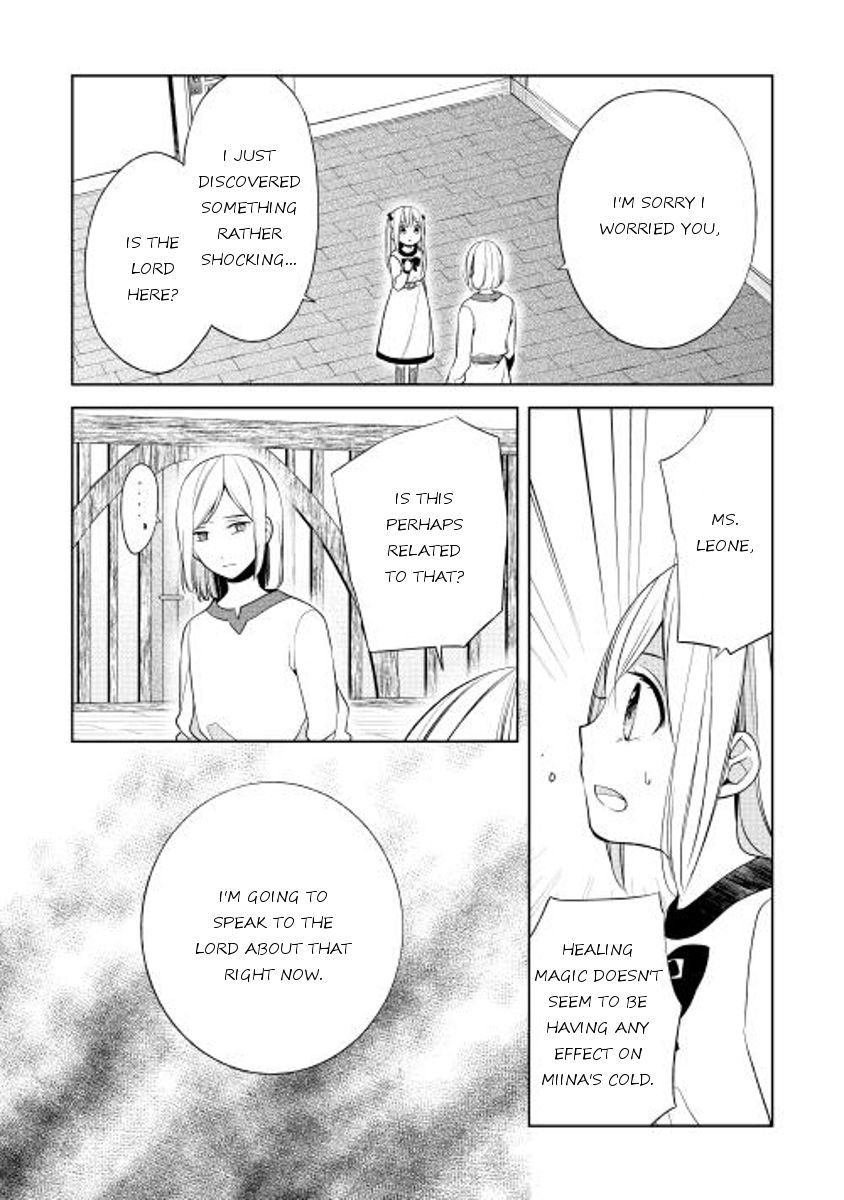 I'M SORRY I
WORRIED YOU,
I JUST
DISCOVERED
SOMETHING
RATHER
SHOCKING...
IS THE
LORD
HERE?
MS.
LEONE,
HEALING
MAGIC DOESN'T
SEEM TO BE
HAVING ANY
EFFECT ON
MIINA'S COLD.
IS THIS
PERHAPS
RELATED
TO THAT?
.....
I'M GOING TO
SPEAK TO THE
LORD ABOUT THAT
RIGHT NOW.